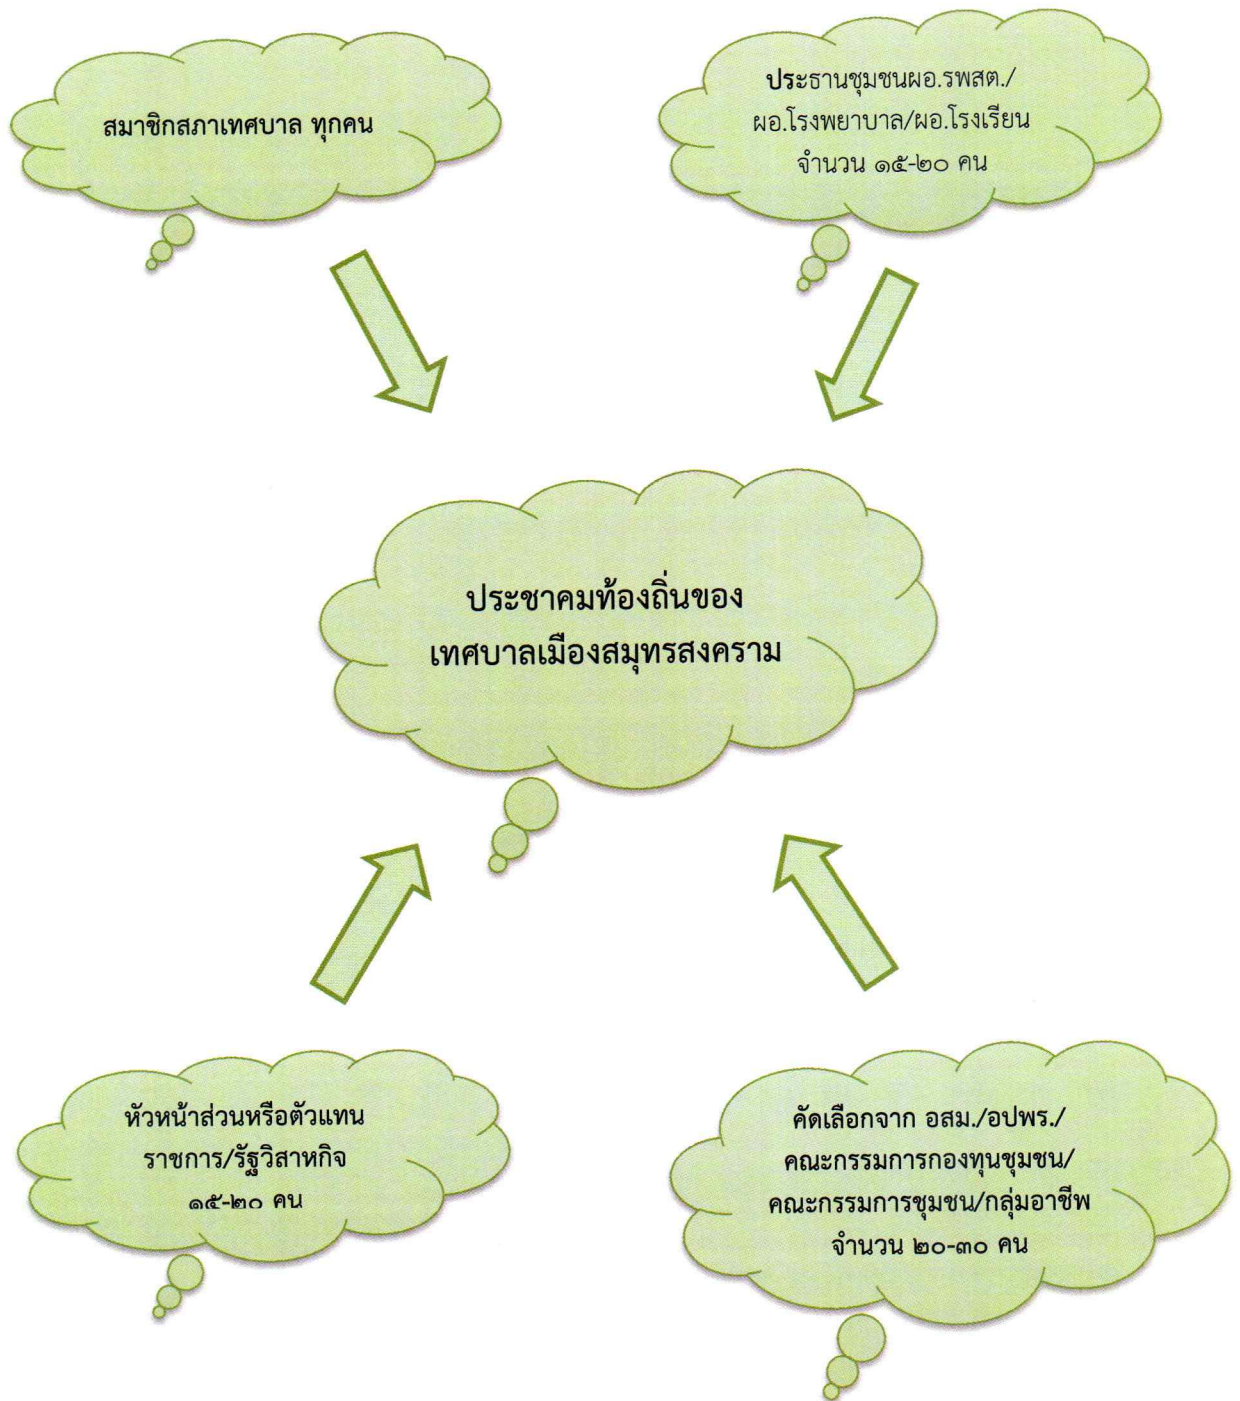 สมาชิกสภาเทศบาล ทุกคน
ประธานชุมชนผอ.รพสต./
ผอ.โรงพยาบาล/ผอ.โรงเรียน
จำนวน ๑๕-๒๐ คน
ประชาคมท้องถิ่นของ
เทศบาลเมืองสมุทรสงคราม
หัวหน้าส่วนหรือตัวแทน
ราชการ/รัฐวิสาหกิจ
๑๕-๒๐ คน
คัดเลือกจาก อสม./อปพร./
คณะกรรมการกองทุนชุมชน/
คณะกรรมการชุมชน/กลุ่มอาชีพ
จำนวน ๒๐-๓๐ คน